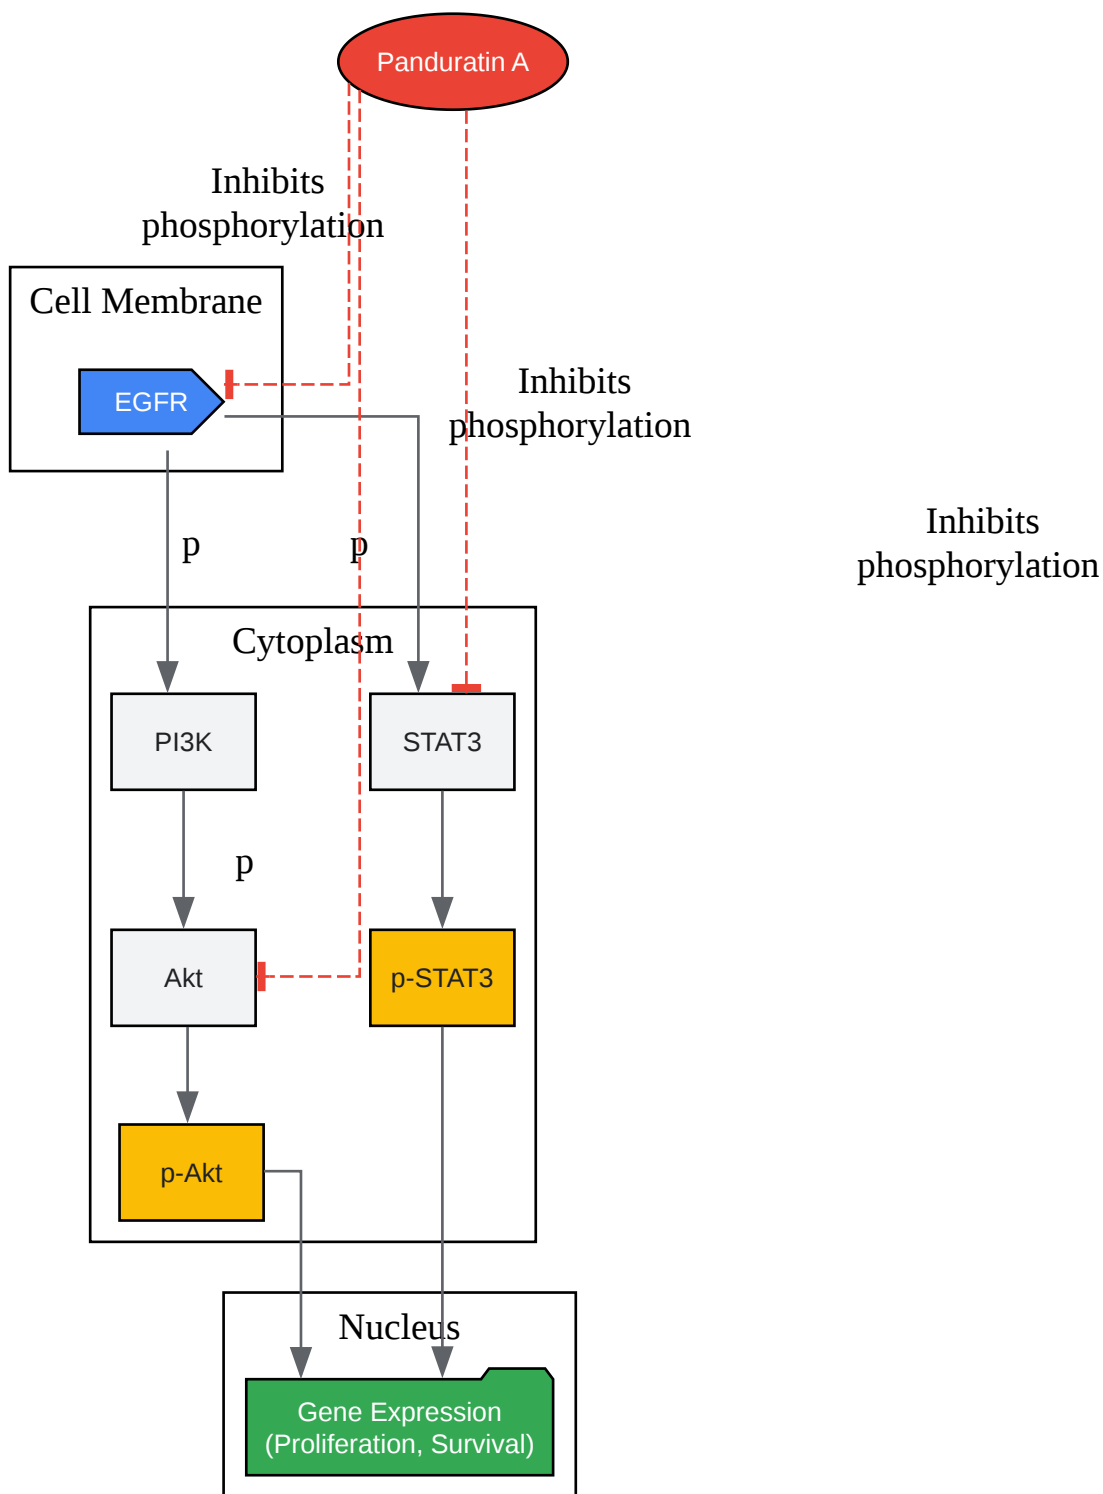 Panduratin A
Inhibits
phosphorylation
Cell Membrane
EGFR
Inhibits
phosphorylation
Inhibits
phosphorylation
p
p
Cytoplasm
PI3K
STAT3
p
Akt
p-STAT3
p-Akt
Nucleus
Gene Expression
(Proliferation, Survival)